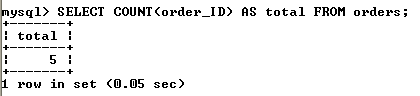 mysql> SELECT COUNT(order_ID) AS total FROM orders;
+-------+
| total |
+-------+
|     5 |
+-------+
1 row in set (0.05 sec)